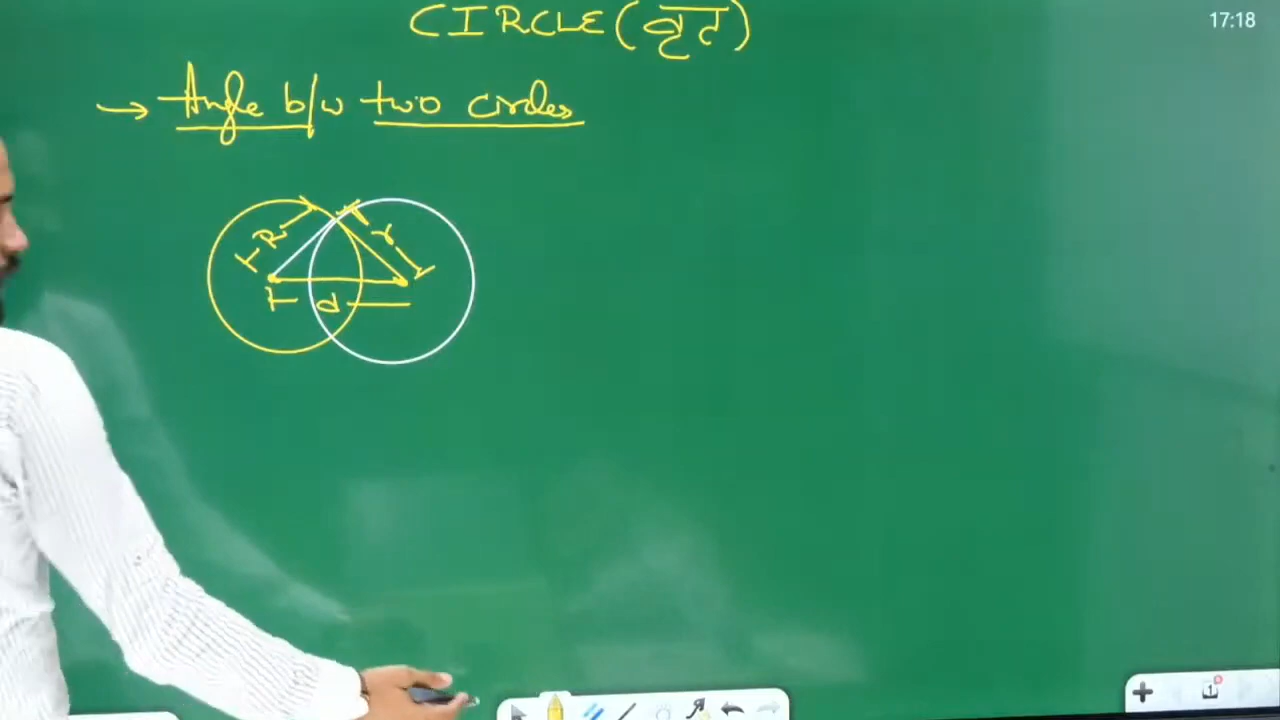 CIRCLE (वृत्त)
17:18
→ Angle b/w two circles
R
r
d